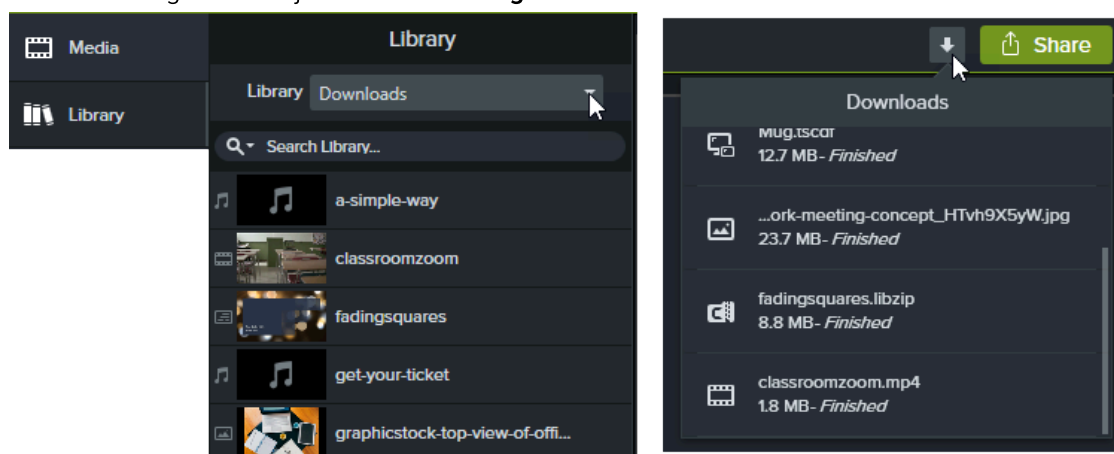 Media
Library
Library
Library Downloads
Search Library...
a-simple-way
classroomzoom
fadingsquares
get-your-ticket
graphicstock-top-view-of-offi...
Share
Downloads
Mug.tscdf
12.7 MB- Finished
...ork-meeting-concept_HTvh9X5yW.jpg
23.7 MB- Finished
fadingsquares.libzip
8.8 MB- Finished
classroomzoom.mp4
1.8 MB- Finished